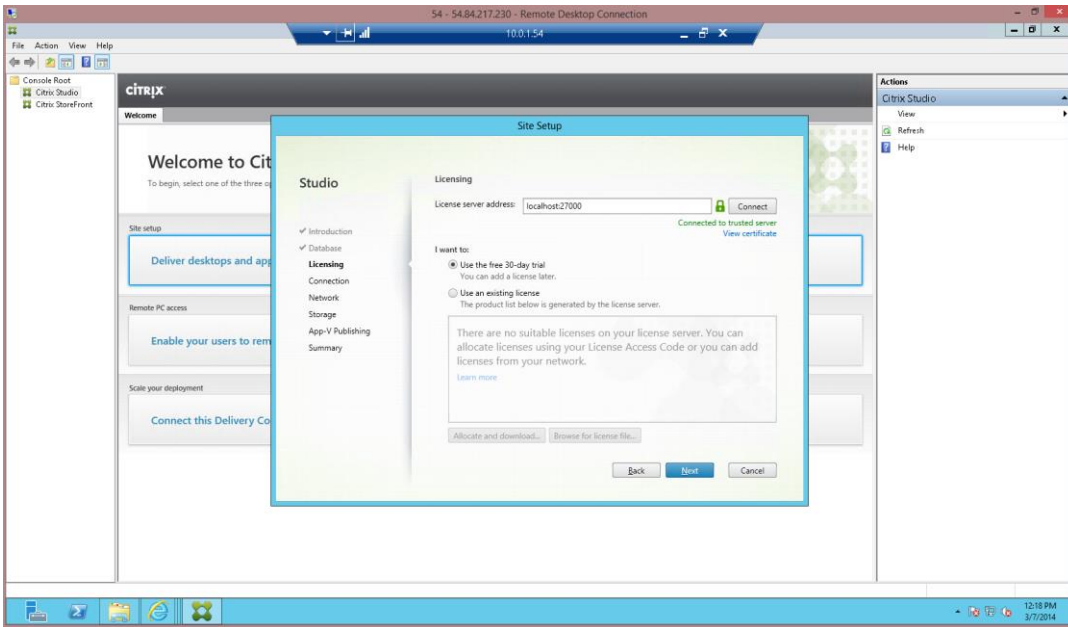 54 - 54.84.217.230 - Remote Desktop Connection
10.0.1.54
File Action View Help
Console Root
Citrix Studio
Citrix StoreFront
CITRIX
Welcome
Welcome to Cit
To begin, select one of the three op
Site setup
Deliver desktops and app
Remote PC access
Enable your users to rem
Scale your deployment
Connect this Delivery Co
Site Setup
Studio
Introduction
Database
Licensing
Connection
Network
Storage
App-V Publishing
Summary
Licensing
License server address: localhost:27000 Connect
Connected to trusted server
View certificate
I want to:
Use the free 30-day trial
You can add a license later.
Use an existing license
The product list below is generated by the license server.
There are no suitable licenses on your license server. You can
allocate licenses using your License Access Code or you can add
licenses from your network.
Learn more
Allocate and download... Browse for license file...
Back Next Cancel
Actions
Citrix Studio
View
Refresh
Help
12:18 PM
3/7/2014